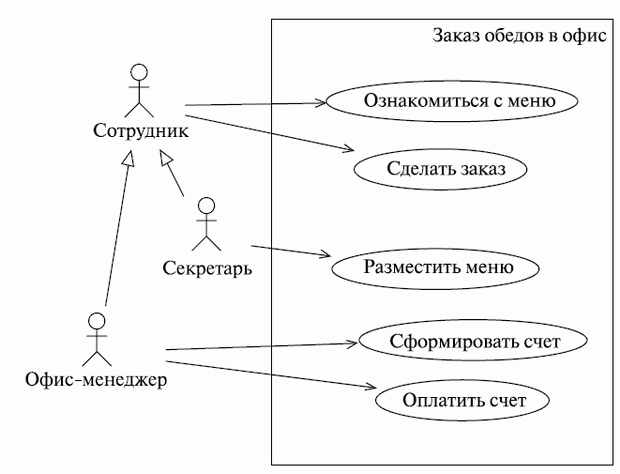 Заказ обедов в офис
Ознакомиться с меню
Сотрудник
Сделать заказ
Секретарь
Разместить меню
Сформировать счет
Офис-менеджер
Оплатить счет